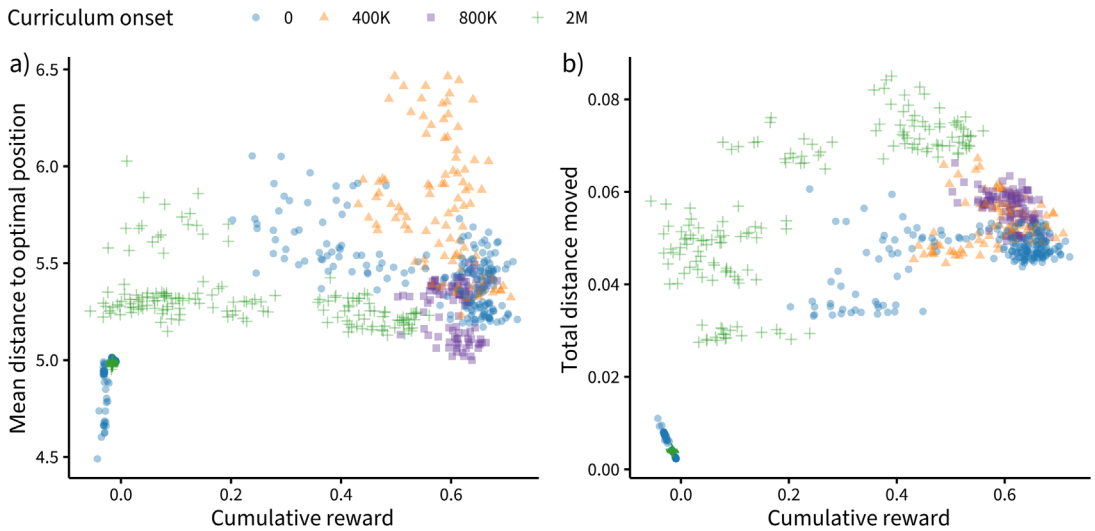 Curriculum onset 0 400K 800K 2M
a)
Mean distance to optimal position
6.5
6.0
5.5
5.0
4.5
0.0 0.2 0.4 0.6
Cumulative reward
b)
Total distance moved
0.08
0.06
0.04
0.02
0.00
0.0 0.2 0.4 0.6
Cumulative reward